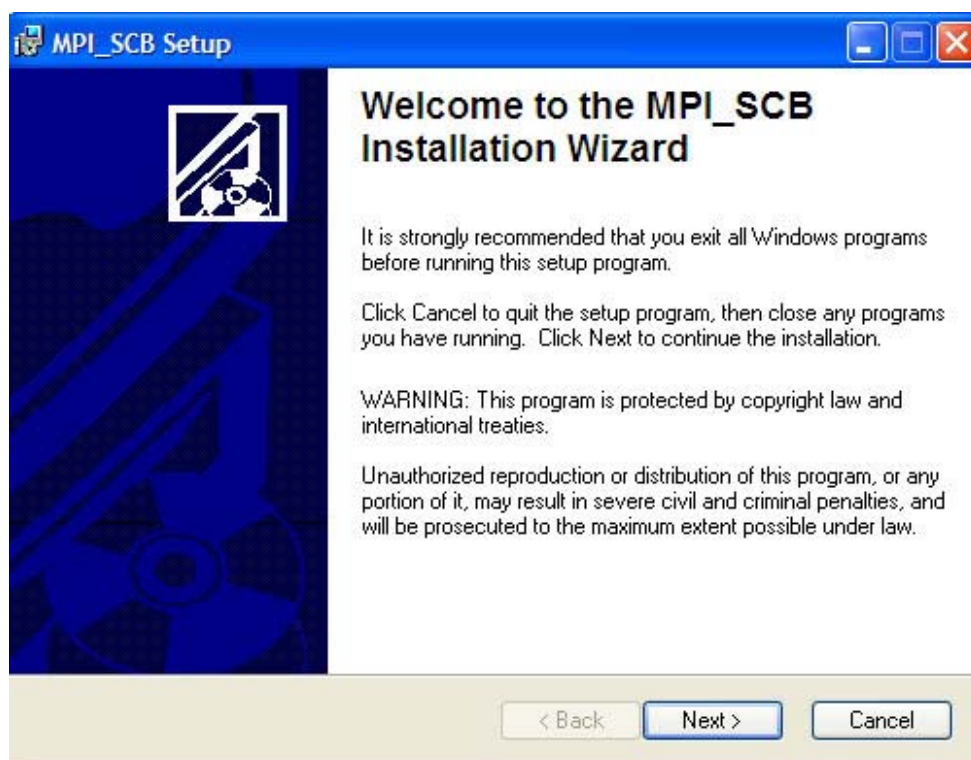 MPI_SCB Setup
Welcome to the MPI_SCB
Installation Wizard
It is strongly recommended that you exit all Windows programs
before running this setup program.
Click Cancel to quit the setup program, then close any programs
you have running. Click Next to continue the installation.
WARNING: This program is protected by copyright law and
international treaties.
Unauthorized reproduction or distribution of this program, or any
portion of it, may result in severe civil and criminal penalties, and
will be prosecuted to the maximum extent possible under law.
< Back Next > Cancel